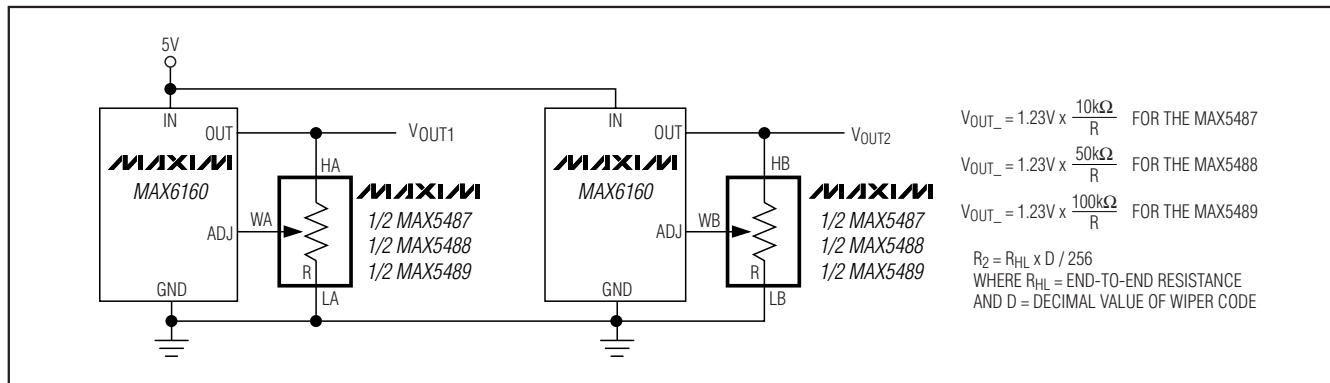 5V
IN
OUT
VOUT1
MAXIM
MAX6160
HA
WA
ADJ
R
LA
GND
MAXIM
1/2 MAX5487
1/2 MAX5488
1/2 MAX5489
IN
OUT
VOUT2
MAXIM
MAX6160
HB
WB
ADJ
R
LB
GND
MAXIM
1/2 MAX5487
1/2 MAX5488
1/2 MAX5489
VOUT_ = 1.23V x 10kΩ / R FOR THE MAX5487
VOUT_ = 1.23V x 50kΩ / R FOR THE MAX5488
VOUT_ = 1.23V x 100kΩ / R FOR THE MAX5489
R2 = RHL x D / 256
WHERE RHL = END-TO-END RESISTANCE
AND D = DECIMAL VALUE OF WIPER CODE